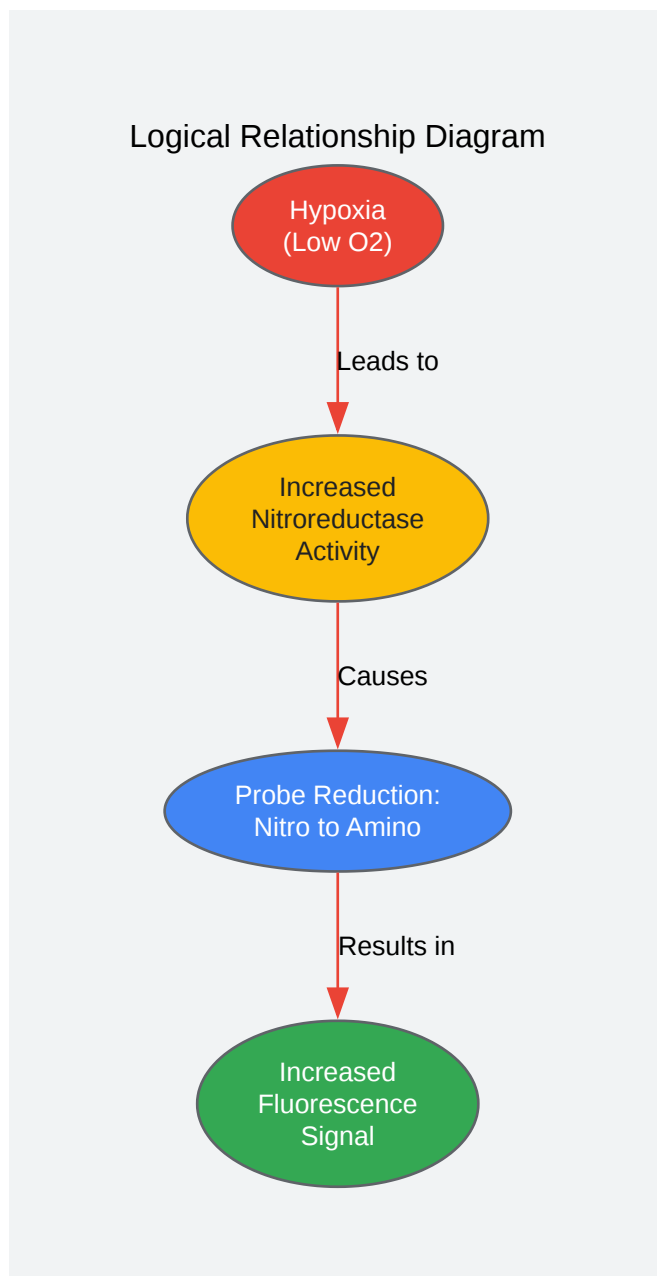 Logical Relationship Diagram
Hypoxia
(Low O2)
Leads to
Increased
Nitroreductase
Activity
Causes
Probe Reduction:
Nitro to Amino
Results in
Increased
Fluorescence
Signal